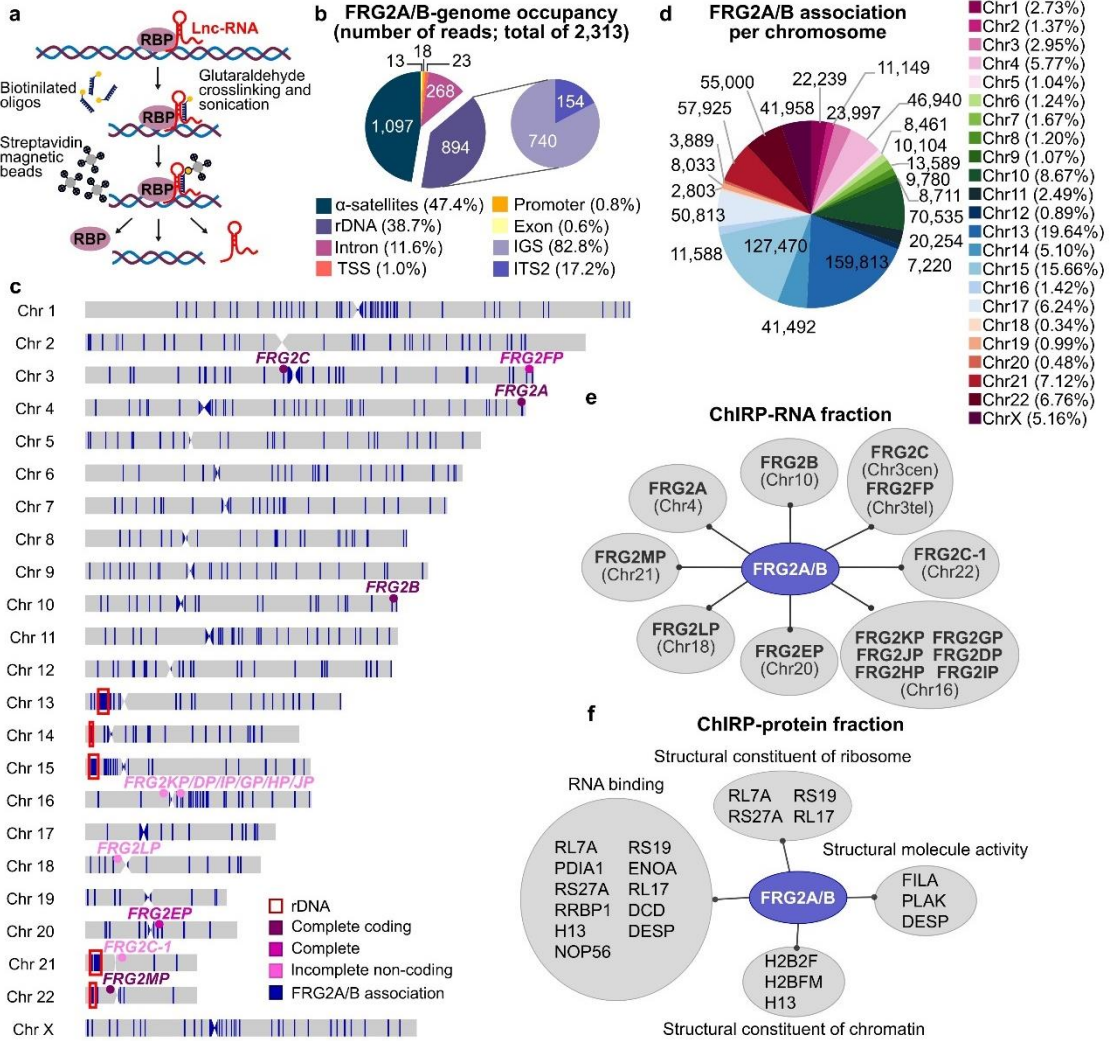 a
RBP
Lnc-RNA
Biotinilated
oligos
Glutaraldehyde
crosslinking and
sonication
RBP
Streptavidin
magnetic
beads
RBP
RBP
b
FRG2A/B-genome occupancy
(number of reads; total of 2,313)
18
13
23
268
1,097
894
154
740
α-satellites (47.4%)
rDNA (38.7%)
Intron (11.6%)
TSS (1.0%)
Promoter (0.8%)
Exon (0.6%)
IGS (82.8%)
ITS2 (17.2%)
d
FRG2A/B association
per chromosome
22,239
11,149
23,997
46,940
8,461
10,104
13,589
9,780
8,711
70,535
20,254
7,220
159,813
41,492
127,470
11,588
50,813
2,803
8,033
3,889
57,925
55,000
41,958
Chr1 (2.73%)
Chr2 (1.37%)
Chr3 (2.95%)
Chr4 (5.77%)
Chr5 (1.04%)
Chr6 (1.24%)
Chr7 (1.67%)
Chr8 (1.20%)
Chr9 (1.07%)
Chr10 (8.67%)
Chr11 (2.49%)
Chr12 (0.89%)
Chr13 (19.64%)
Chr14 (5.10%)
Chr15 (15.66%)
Chr16 (1.42%)
Chr17 (6.24%)
Chr18 (0.34%)
Chr19 (0.99%)
Chr20 (0.48%)
Chr21 (7.12%)
Chr22 (6.76%)
ChrX (5.16%)
c
Chr 1
Chr 2
FRG2C
FRG2FP
Chr 3
FRG2A
Chr 4
Chr 5
Chr 6
Chr 7
Chr 8
Chr 9
FRG2B
Chr 10
Chr 11
Chr 12
Chr 13
Chr 14
Chr 15
FRG2KP/DP/IP/GP/HP/JP
Chr 16
Chr 17
FRG2LP
Chr 18
Chr 19
FRG2EP
Chr 20
FRG2C-1
Chr 21
FRG2MP
Chr 22
Chr X
rDNA
Complete coding
Complete
Incomplete non-coding
FRG2A/B association
e
ChIRP-RNA fraction
FRG2A
(Chr4)
FRG2B
(Chr10)
FRG2C
(Chr3cen)
FRG2FP
(Chr3tel)
FRG2MP
(Chr21)
FRG2A/B
FRG2C-1
(Chr22)
FRG2LP
(Chr18)
FRG2EP
(Chr20)
FRG2KP FRG2GP
FRG2JP FRG2DP
FRG2HP FRG2IP
(Chr16)
f
ChIRP-protein fraction
Structural constituent of ribosome
RL7A RS19
RS27A RL17
RNA binding
RL7A RS19
PDIA1 ENOA
RS27A RL17
RRBP1 DCD
H13 DESP
NOP56
FRG2A/B
Structural molecule activity
FILA
PLAK
DESP
H2B2F
H2BFM
H13
Structural constituent of chromatin